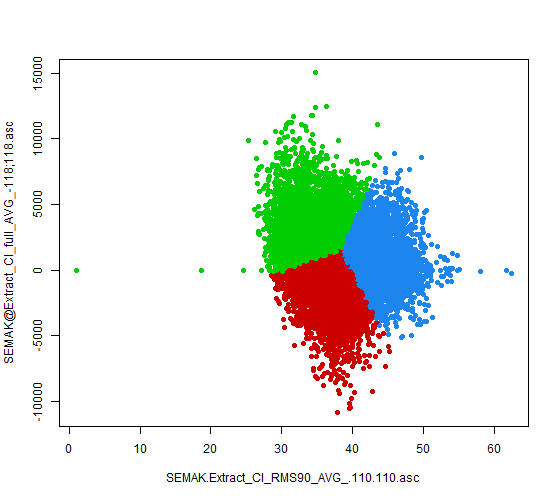 15000
10000
5000
0
-5000
-10000
SEMAK@Extract_CI_full_AVG_-118;118.asc
0 10 20 30 40 50 60
SEMAK.Extract_CI_RMS90_AVG_.110.110.asc